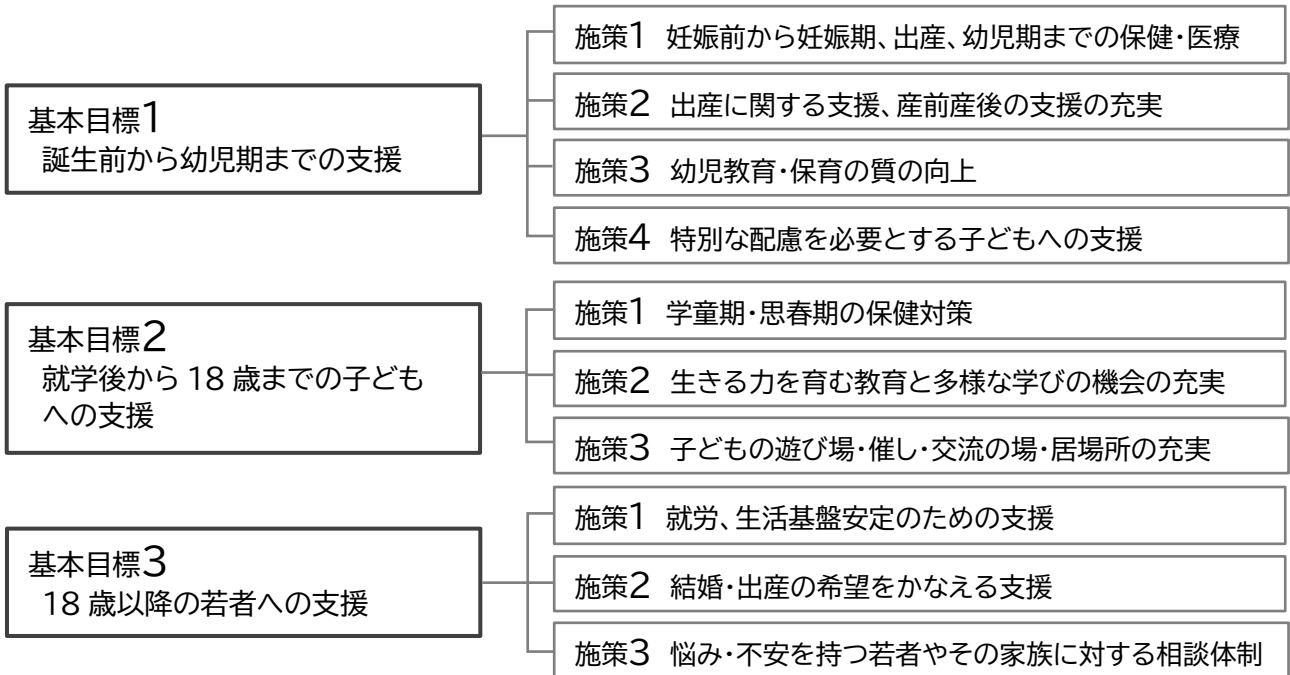 基本目標1
誕生前から幼児期までの支援
施策1 妊娠前から妊娠期、出産、幼児期までの保健・医療
施策2 出産に関する支援、産前産後の支援の充実
施策3 幼児教育・保育の質の向上
施策4 特別な配慮を必要とする子どもへの支援
基本目標2
就学後から 18 歳までの子ども
への支援
施策1 学童期・思春期の保健対策
施策2 生きる力を育む教育と多様な学びの機会の充実
施策3 子どもの遊び場・催し・交流の場・居場所の充実
基本目標3
18 歳以降の若者への支援
施策1 就労、生活基盤安定のための支援
施策2 結婚・出産の希望をかなえる支援
施策3 悩み・不安を持つ若者やその家族に対する相談体制